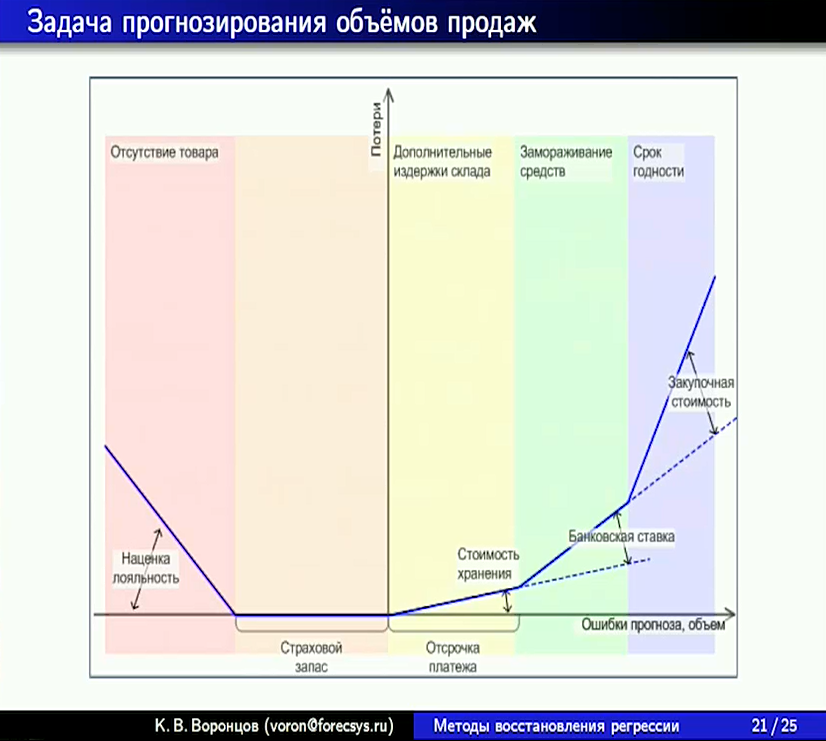 Задача прогнозирования объёмов продаж
Потери
Отсутствие товара
Дополнительные
издержки склада
Замораживание
средств
Срок
годности
Закупочная
стоимость
Банковская ставка
Стоимость
хранения
Наценка
лояльность
Ошибки прогноза, объем
Страховой
запас
Отсрочка
платежа
К. В. Воронцов (voron@forecsys.ru)
Методы восстановления регрессии
21 / 25